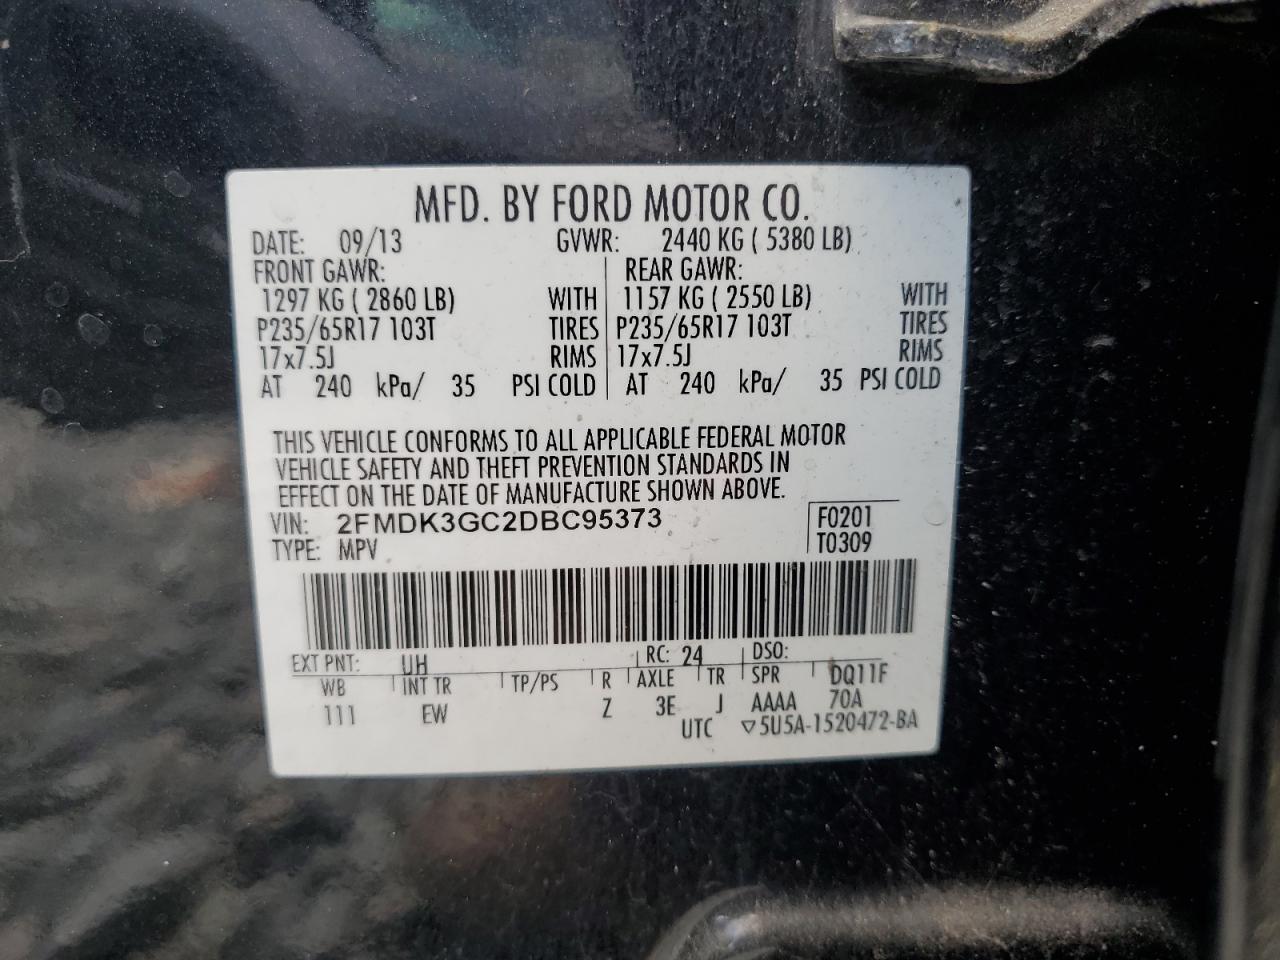 MFD. BY FORD MOTOR CO.
DATE: 09/13 GVWR: 2440 KG ( 5380 LB)
FRONT GAWR: REAR GAWR:
1297 KG ( 2860 LB) WITH 1157 KG ( 2550 LB) WITH
P235/65R17 103T TIRES P235/65R17 103T TIRES
17x7.5J RIMS 17x7.5J RIMS
AT 240 kPa/ 35 PSI COLD AT 240 kPa/ 35 PSI COLD
THIS VEHICLE CONFORMS TO ALL APPLICABLE FEDERAL MOTOR
VEHICLE SAFETY AND THEFT PREVENTION STANDARDS IN
EFFECT ON THE DATE OF MANUFACTURE SHOWN ABOVE.
VIN: 2FMDK3GC2DBC95373 F0201
TYPE: MPV T0309
EXT PNT: UH RC: 24 DSO:
WB INT TR TP/PS R AXLE TR SPR DQ11F
111 EW Z 3E J AAAA 70A
UTC ▽5U5A-1520472-BA